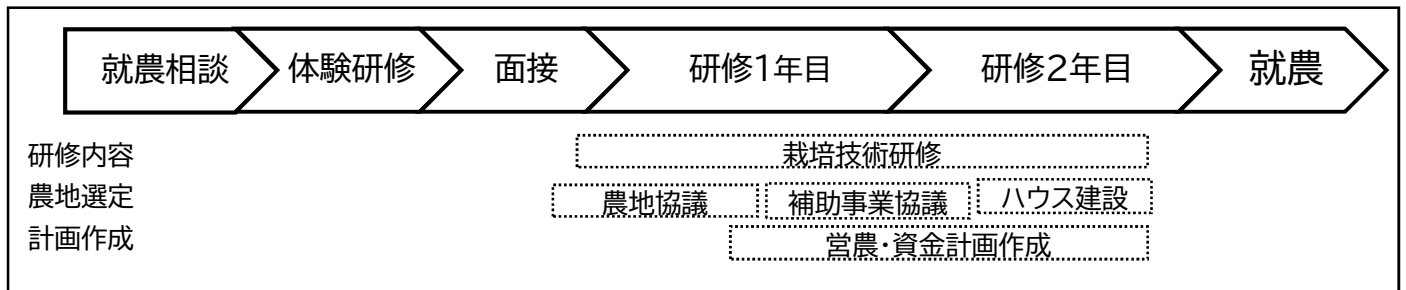 就農相談 体験研修 面接 研修1年目 研修2年目 就農
研修内容 栽培技術研修
農地選定 農地協議 補助事業協議 ハウス建設
計画作成 営農・資金計画作成